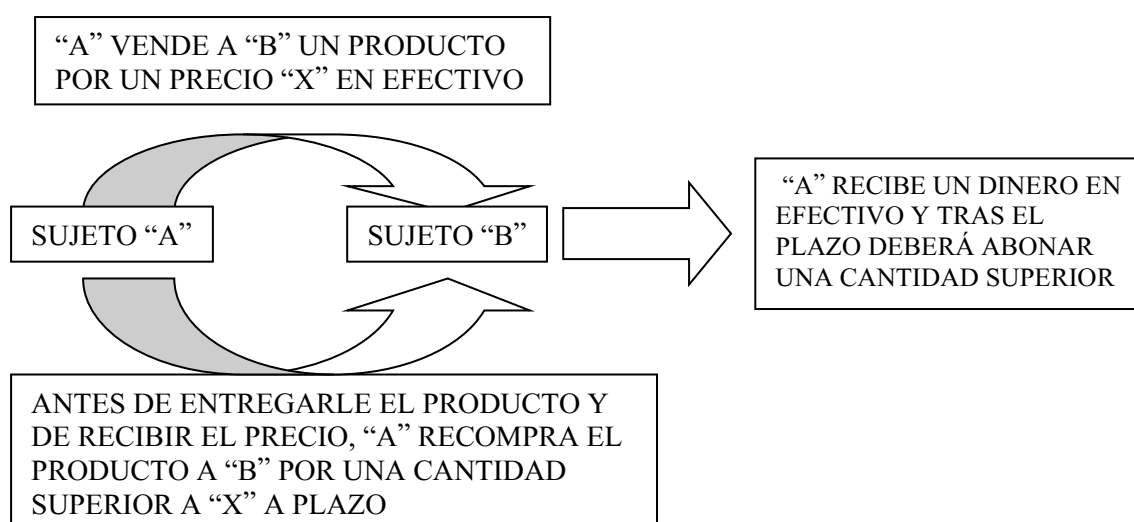 “A” VENDE A “B” UN PRODUCTO
POR UN PRECIO “X” EN EFECTIVO
SUJETO “A”
SUJETO “B”
“A” RECIBE UN DINERO EN
EFECTIVO Y TRAS EL
PLAZO DEBERÁ ABONAR
UNA CANTIDAD SUPERIOR
ANTES DE ENTREGARLE EL PRODUCTO Y
DE RECIBIR EL PRECIO, “A” RECOMPRA EL
PRODUCTO A “B” POR UNA CANTIDAD
SUPERIOR A “X” A PLAZO